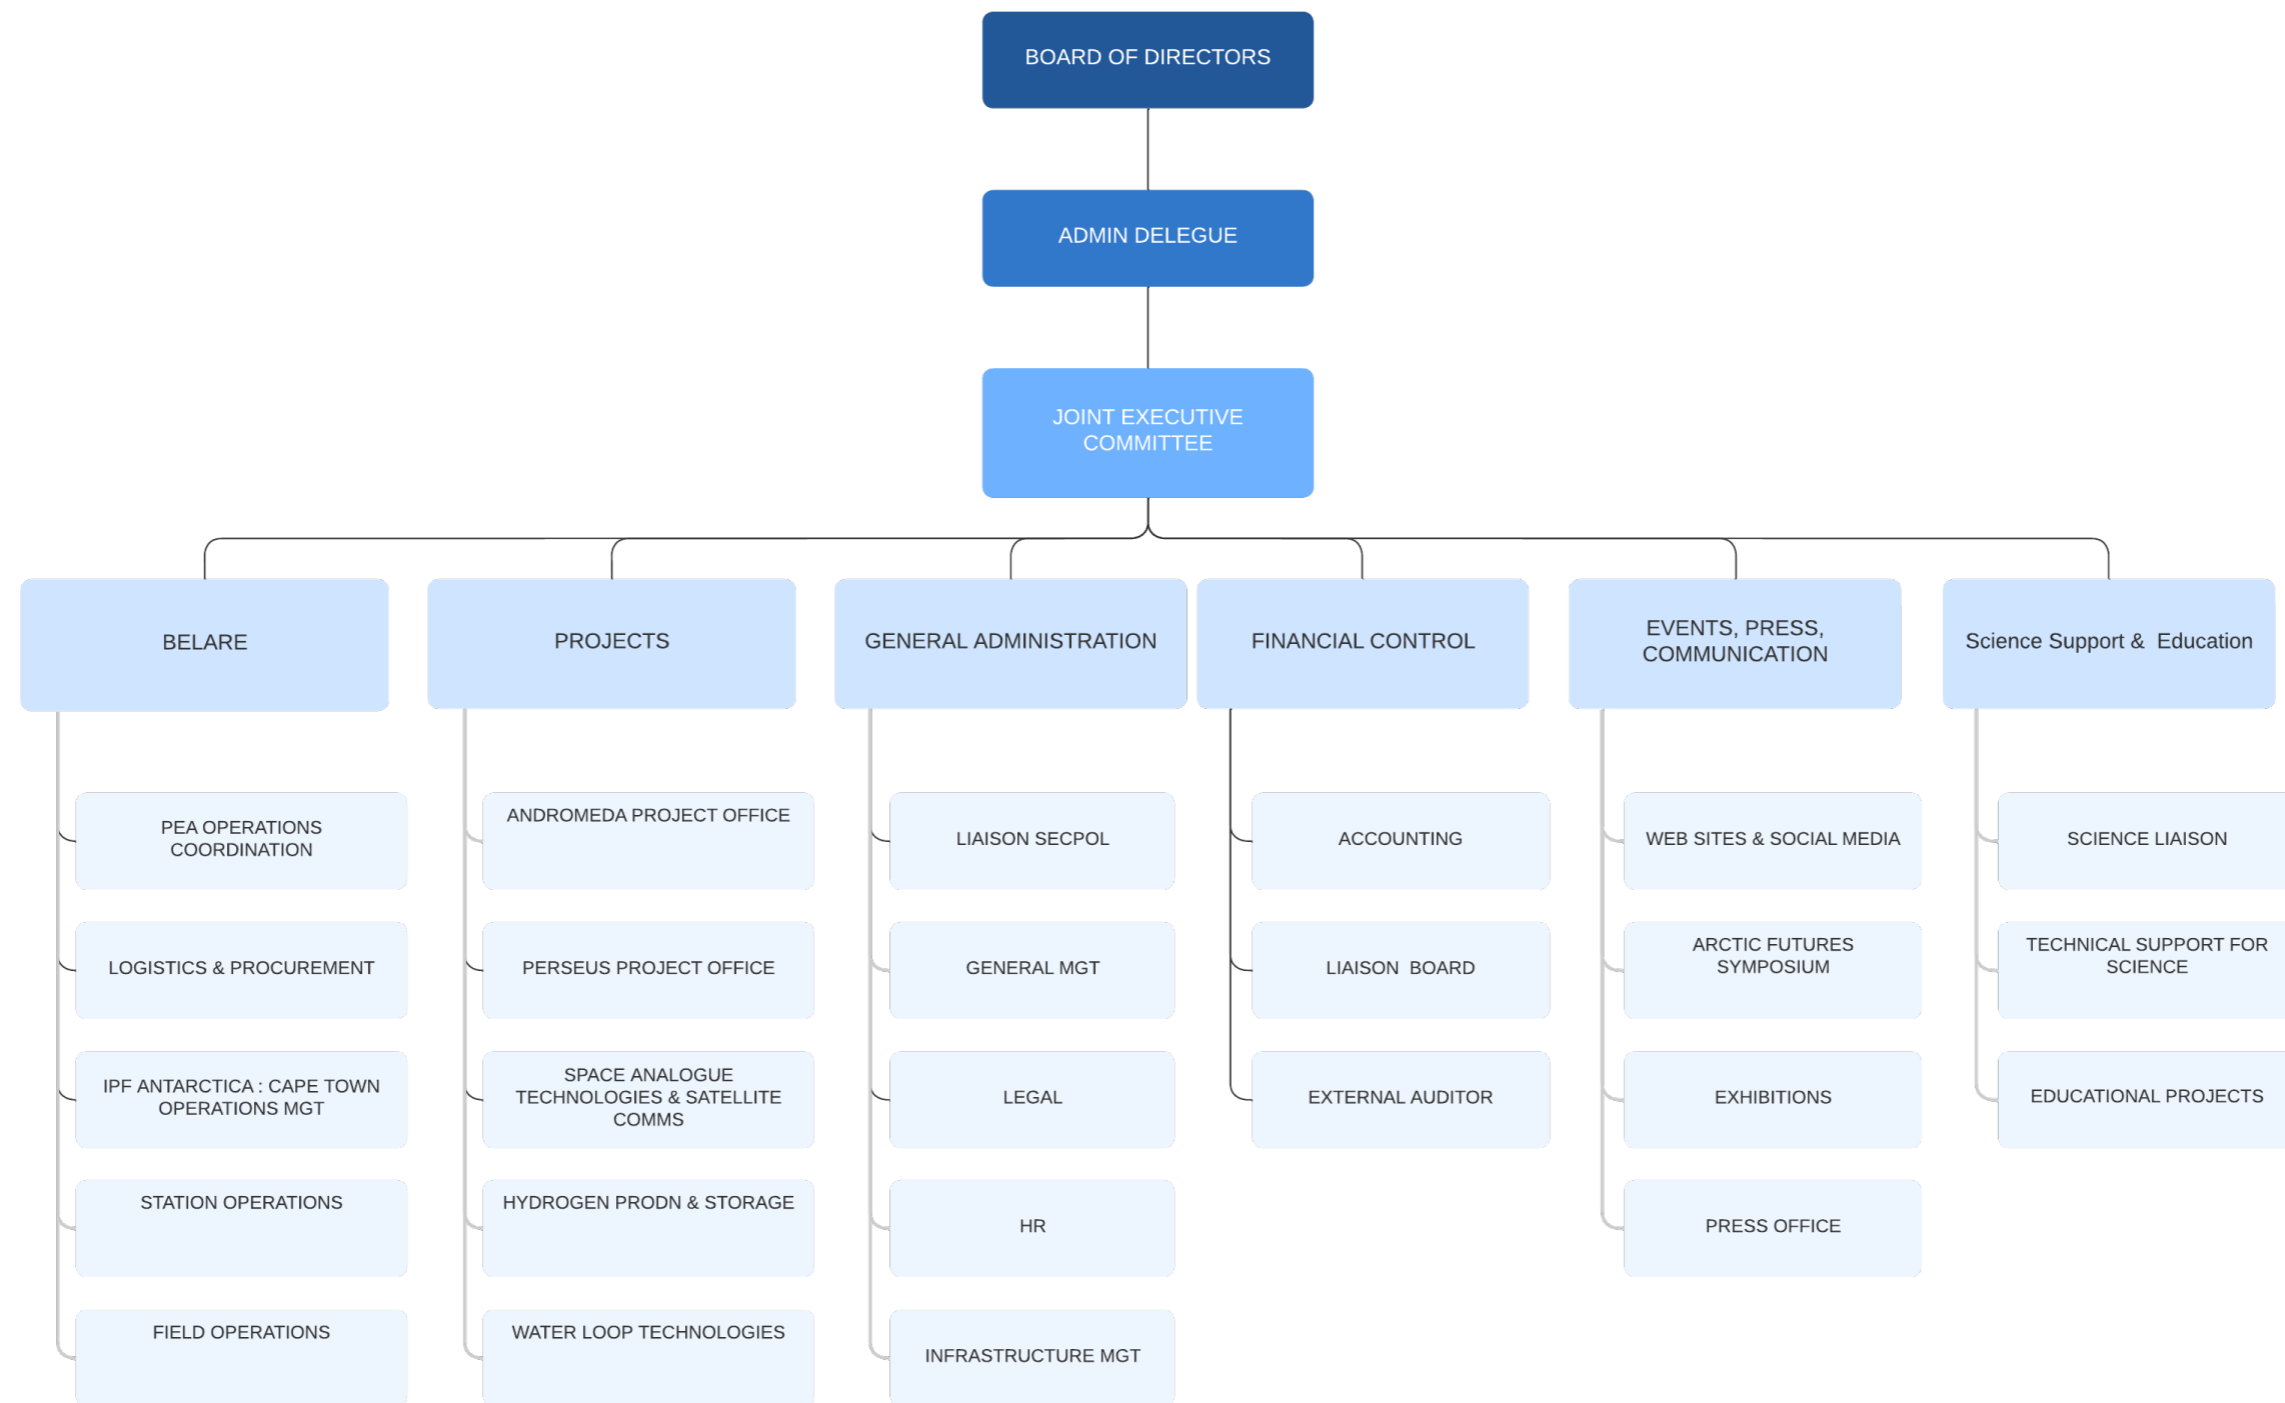 BOARD OF DIRECTORS
ADMIN DELEGUE
JOINT EXECUTIVE
COMMITTEE
BELARE
PROJECTS
GENERAL ADMINISTRATION
FINANCIAL CONTROL
EVENTS, PRESS,
COMMUNICATION
Science Support &  Education
PEA OPERATIONS
COORDINATION
LOGISTICS & PROCUREMENT
IPF ANTARCTICA : CAPE TOWN
OPERATIONS MGT
STATION OPERATIONS
FIELD OPERATIONS
ANDROMEDA PROJECT OFFICE
PERSEUS PROJECT OFFICE
SPACE ANALOGUE
TECHNOLOGIES & SATELLITE
COMMS
HYDROGEN PRODN & STORAGE
WATER LOOP TECHNOLOGIES
LIAISON SECPOL
GENERAL MGT
LEGAL
HR
INFRASTRUCTURE MGT
ACCOUNTING
LIAISON  BOARD
EXTERNAL AUDITOR
WEB SITES & SOCIAL MEDIA
ARCTIC FUTURES
SYMPOSIUM
EXHIBITIONS
PRESS OFFICE
SCIENCE LIAISON
TECHNICAL SUPPORT FOR
SCIENCE
EDUCATIONAL PROJECTS